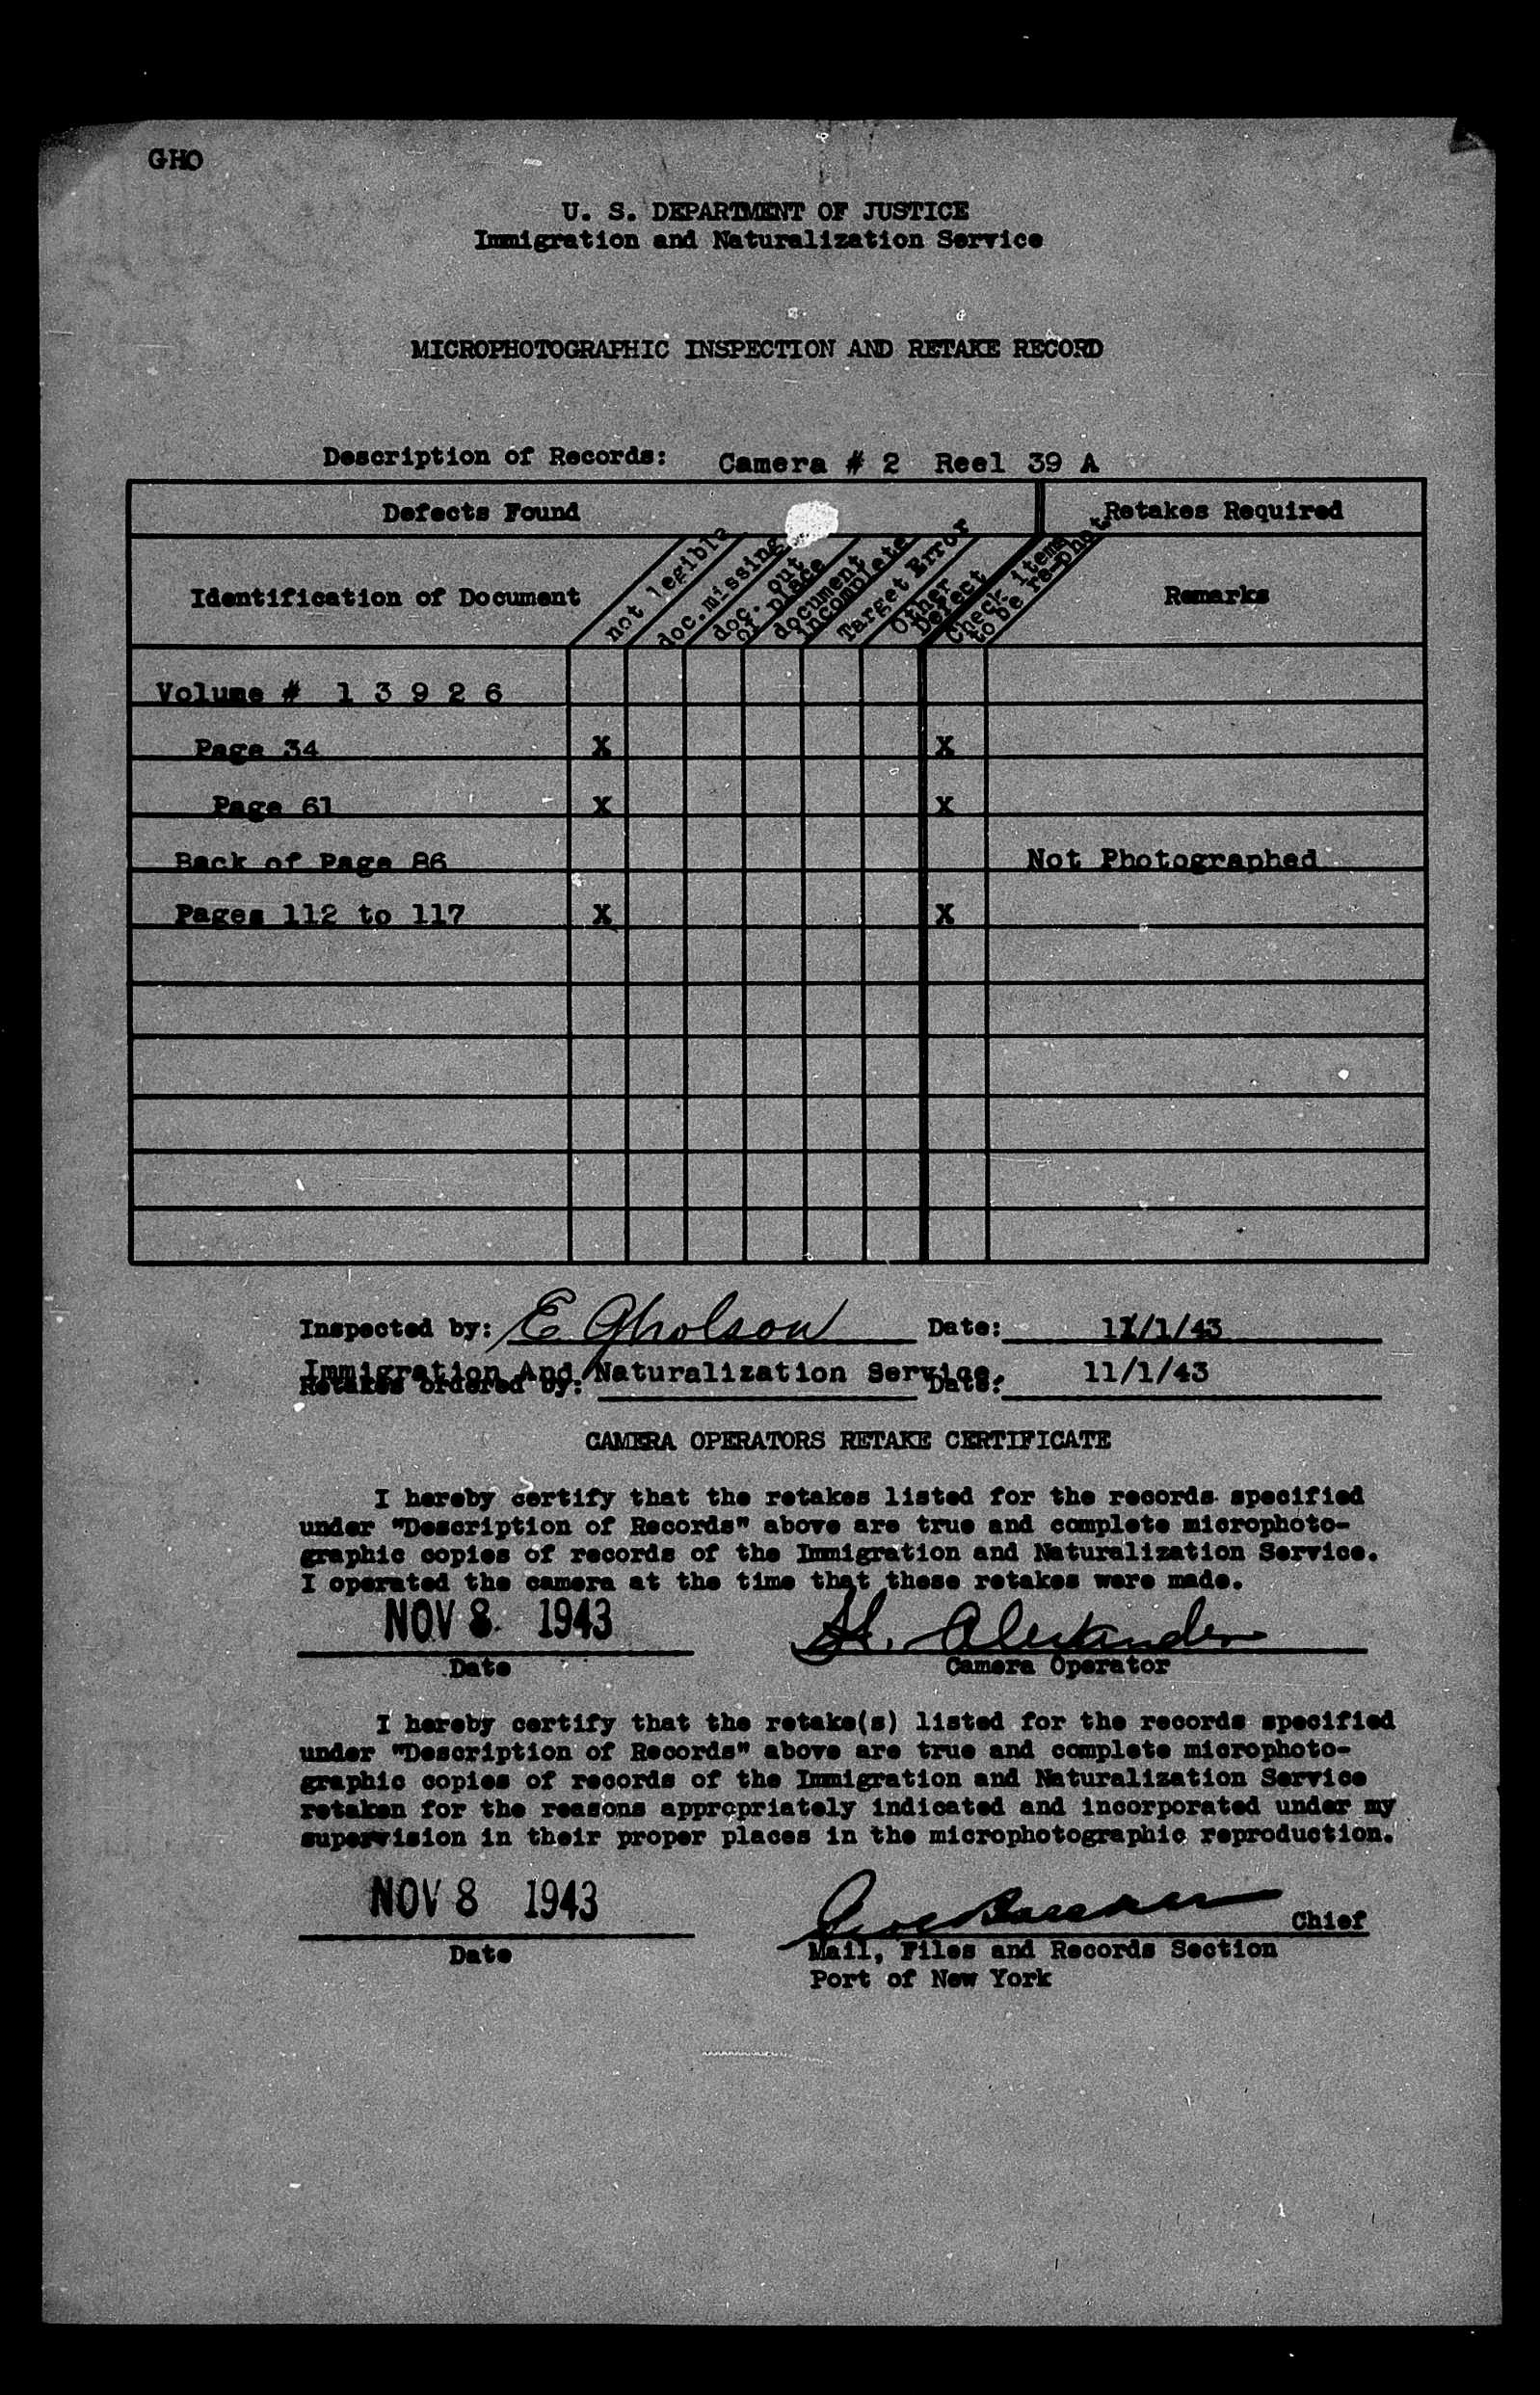 GHO
U. S. DEPARTMENT OF JUSTICE
Immigration and Naturalization Service
MICROPHOTOGRAPHIC INSPECTION AND RETAKE RECORD
Description of Records: Camera # 2 Reel 39 A
Defects Found Retakes Required
Identification of Document
not legible
doc. missing
doc. out
of place
document
incomplete
Target Error
Other
Defect
Check items
to be re-phot
Remarks
Volume # 1 3 9 2 6
Page 34 X X
Page 61 X X
Back of Page 86 Not Photographed
Pages 112 to 117 X X
Inspected by: E Gholson Date: 11/1/43
Immigration And Naturalization Service. 11/1/43
Retakes ordered by: Date:
CAMERA OPERATORS RETAKE CERTIFICATE
I hereby certify that the retakes listed for the records specified
under "Description of Records" above are true and complete microphoto-
graphic copies of records of the Immigration and Naturalization Service.
I operated the camera at the time that these retakes were made.
NOV 8 1943 Alexander
Date Camera Operator
I hereby certify that the retake(s) listed for the records specified
under "Description of Records" above are true and complete microphoto-
graphic copies of records of the Immigration and Naturalization Service
retaken for the reasons appropriately indicated and incorporated under my
supervision in their proper places in the microphotographic reproduction.
NOV 8 1943 Chief
Date Mail, Files and Records Section
Port of New York